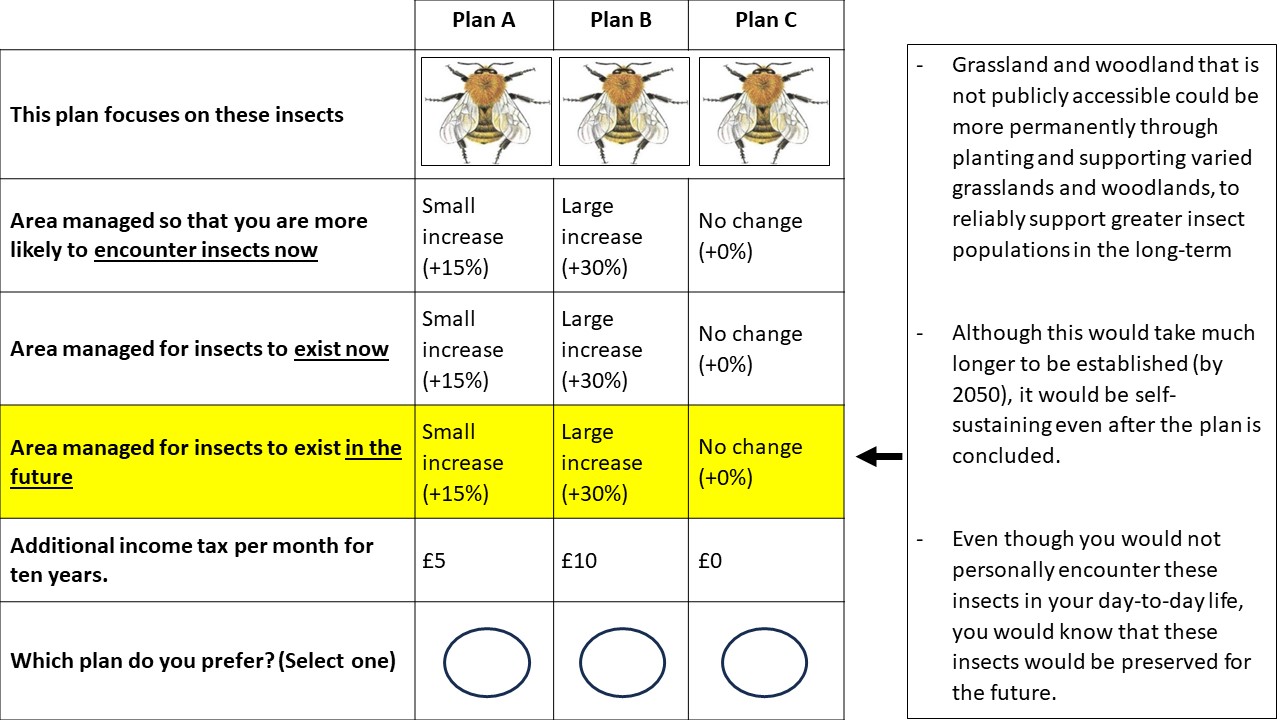 Plan A Plan B Plan C
This plan focuses on these insects
Area managed so that you are more
likely to encounter insects now
Small
increase
(+15%)
Large
increase
(+30%)
No change
(+0%)
Area managed for insects to exist now
Small
increase
(+15%)
Large
increase
(+30%)
No change
(+0%)
Area managed for insects to exist in the
future
Small
increase
(+15%)
Large
increase
(+30%)
No change
(+0%)
Additional income tax per month for
ten years.
£5
£10
£0
Which plan do you prefer? (Select one)
- Grassland and woodland that is
not publicly accessible could be
more permanently through
planting and supporting varied
grasslands and woodlands, to
reliably support greater insect
populations in the long-term
- Although this would take much
longer to be established (by
2050), it would be self-
sustaining even after the plan is
concluded.
- Even though you would not
personally encounter these
insects in your day-to-day life,
you would know that these
insects would be preserved for
the future.